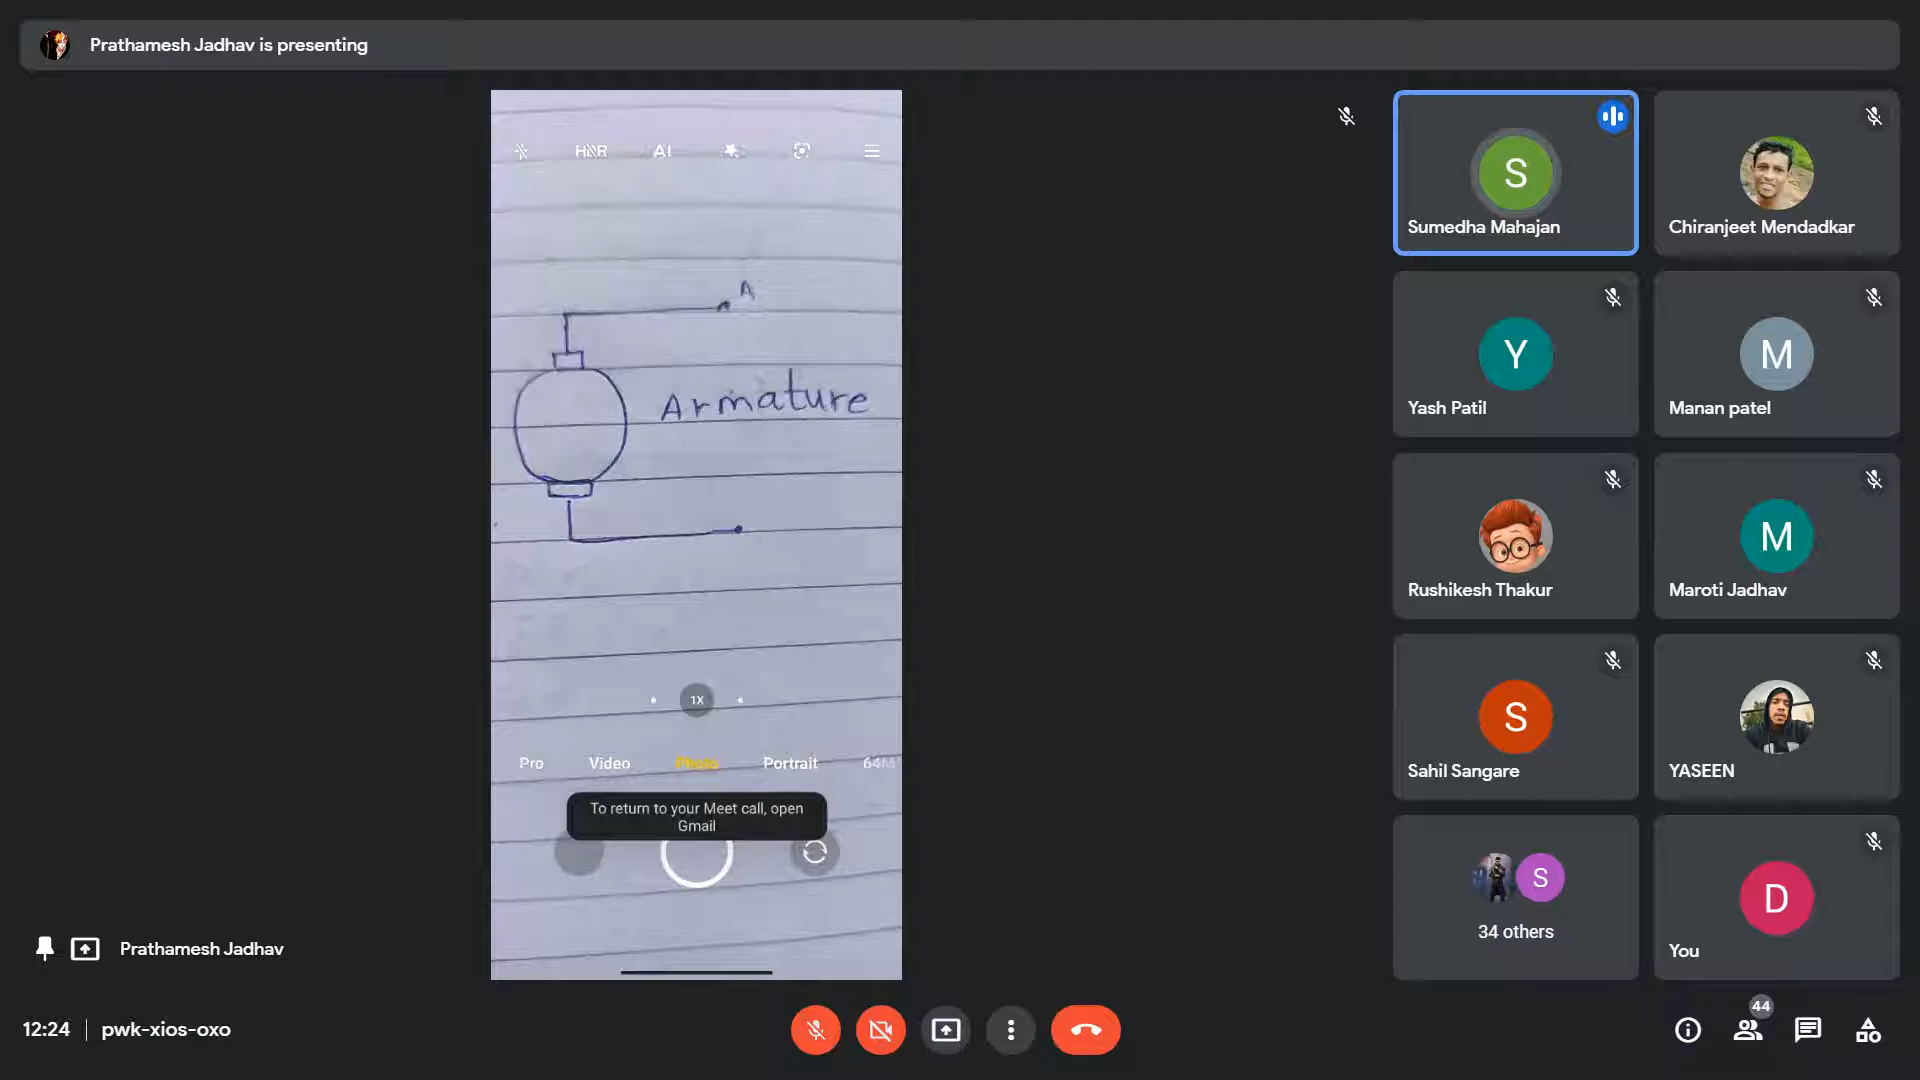 Prathamesh Jadhav is presenting
HDR
AI
A
Armature
1X
Pro
Video
Photo
Portrait
64M
To return to your Meet call, open
Gmail
Prathamesh Jadhav
12:24
pwk-xios-oxo
S
Sumedha Mahajan
Chiranjeet Mendadkar
Y
Yash Patil
M
Manan patel
Rushikesh Thakur
M
Maroti Jadhav
S
Sahil Sangare
YASEEN
S
34 others
D
You
44